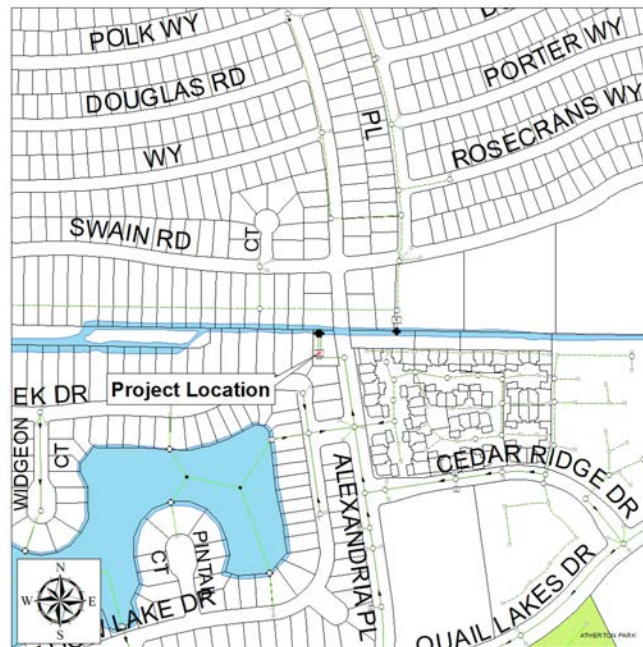 POLK WY
DOUGLAS RD
PORTER WY
WY
PL
ROSECRANS WY
SWAIN RD
CT
Project Location
EK DR
WIDGEON
CT
ALEXANDRIA PL
CEDAR RIDGE DR
PINTAIL
CT
LAKE DR
QUAIL LAKES DR
ATHERTON PARK
N
W
E
S